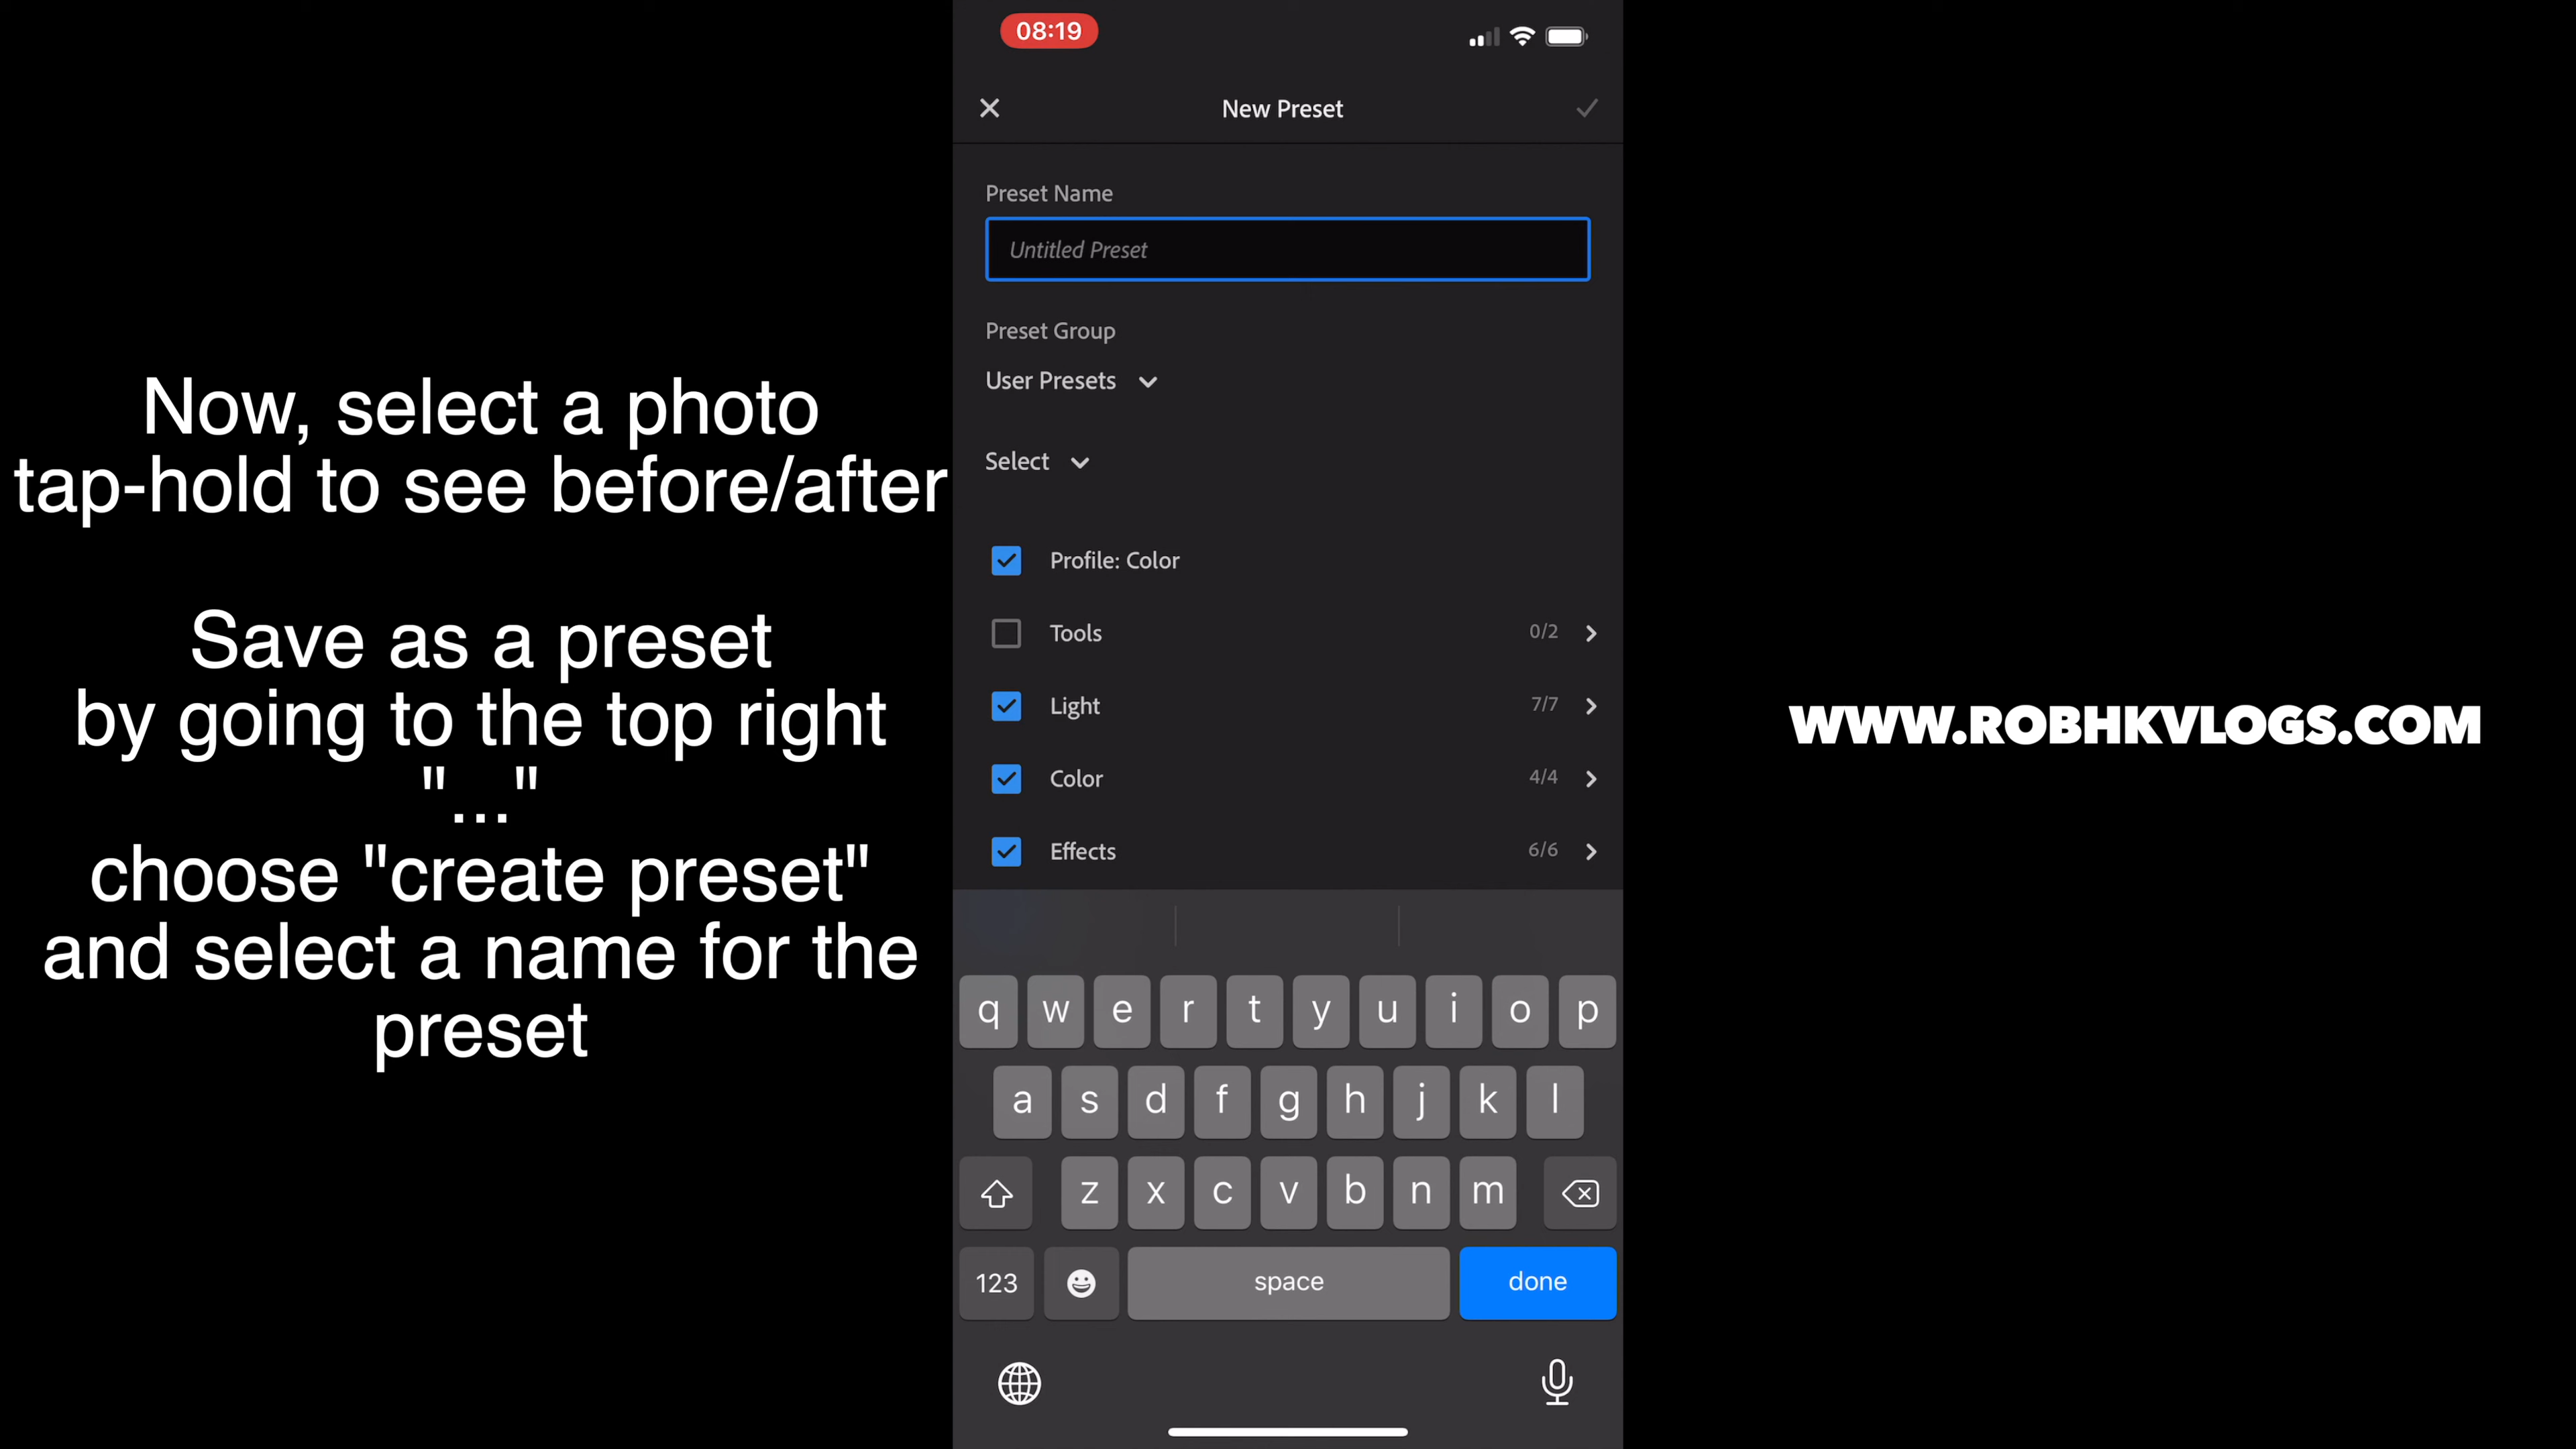 Now, select a photo
tap-hold to see before/after
Save as a preset
by going to the top right
"..."
choose "create preset"
and select a name for the
preset
08:19
New Preset
Preset Name
Untitled Preset
Preset Group
User Presets
Select
Profile: Color
Tools 0/2
Light 7/7
Color 4/4
Effects 6/6
q w e r t y u i o p
a s d f g h j k l
z x c v b n m
123 space done
WWW.ROBHKVLOGS.COM